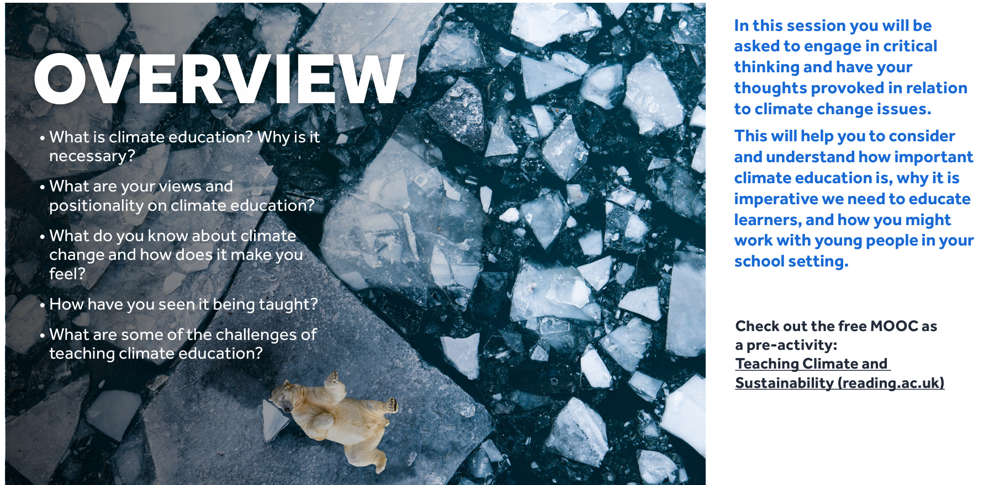 OVERVIEW
• What is climate education? Why is it
necessary?
• What are your views and
positionality on climate education?
• What do you know about climate
change and how does it make you
feel?
• How have you seen it being taught?
• What are some of the challenges of
teaching climate education?
In this session you will be
asked to engage in critical
thinking and have your
thoughts provoked in relation
to climate change issues.
This will help you to consider
and understand how important
climate education is, why it is
imperative we need to educate
learners, and how you might
work with young people in your
school setting.
Check out the free MOOC as
a pre-activity:
Teaching Climate and
Sustainability (reading.ac.uk)